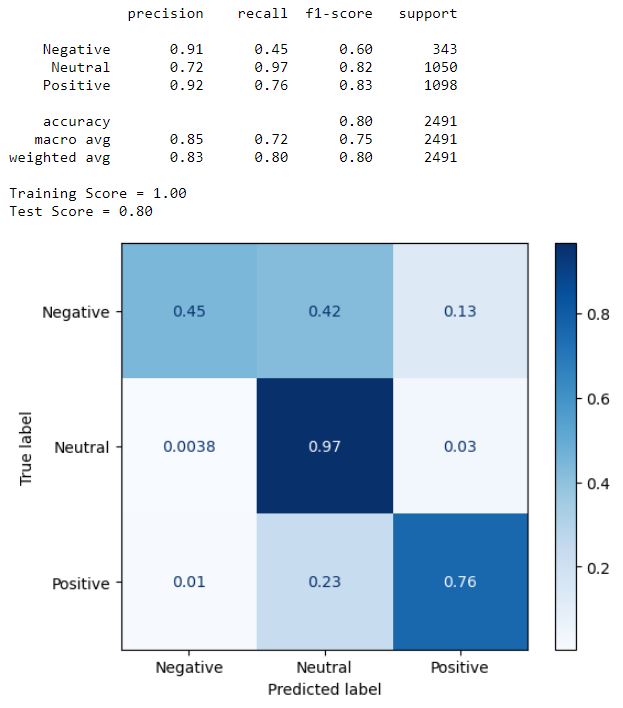 precision recall f1-score support
Negative 0.91 0.45 0.60 343
Neutral 0.72 0.97 0.82 1050
Positive 0.92 0.76 0.83 1098
accuracy 0.80 2491
macro avg 0.85 0.72 0.75 2491
weighted avg 0.83 0.80 0.80 2491
Training Score = 1.00
Test Score = 0.80
Negative 0.45 0.42 0.13
Neutral 0.0038 0.97 0.03
Positive 0.01 0.23 0.76
True label
Negative Neutral Positive
Predicted label
0.8
0.6
0.4
0.2